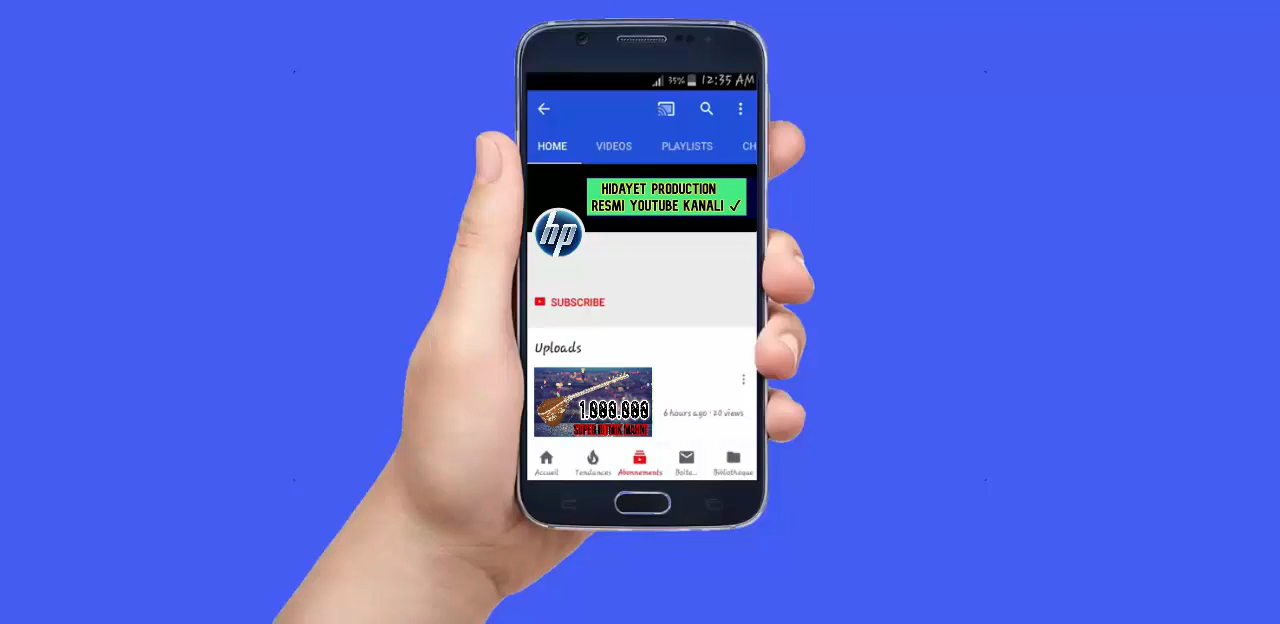 35% 12:35 AM
HOME VIDEOS PLAYLISTS CH
HIDAYET PRODUCTION
RESMI YOUTUBE KANALI ✓
hp
SUBSCRIBE
Uploads
1.000.000
SUPER
6 hours ago · 20 views
Accueil Tendances Abonnements Boîte... Bibliothèque